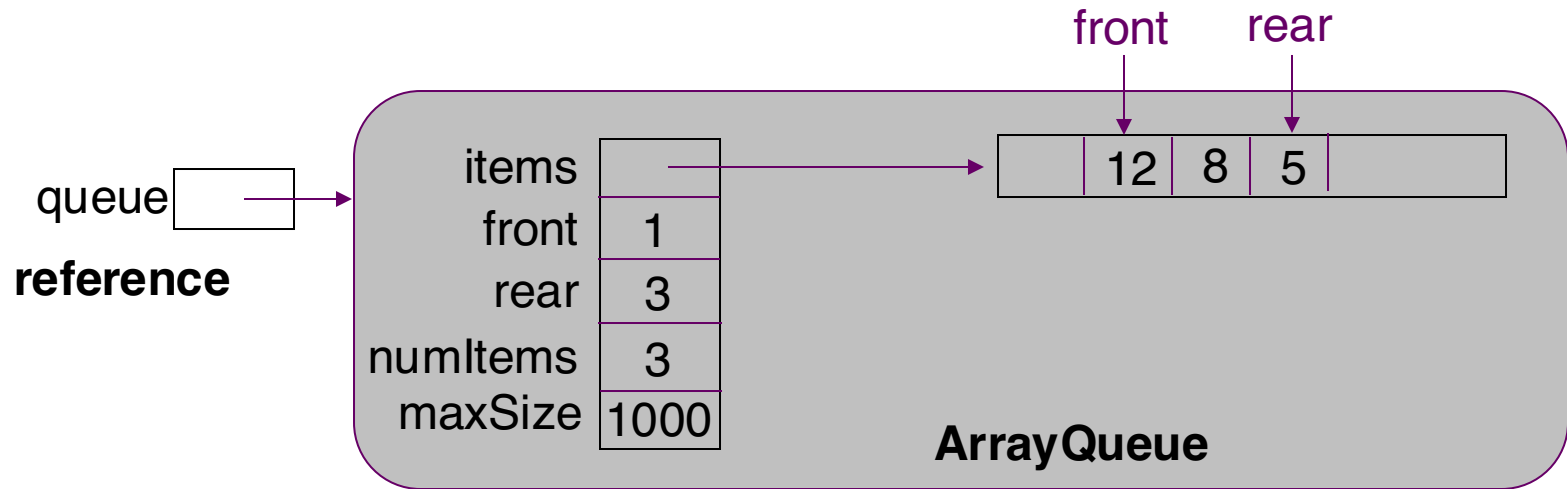 front rear
items 12 8 5
queue
front 1
reference
rear 3
numItems 3
maxSize 1000
ArrayQueue